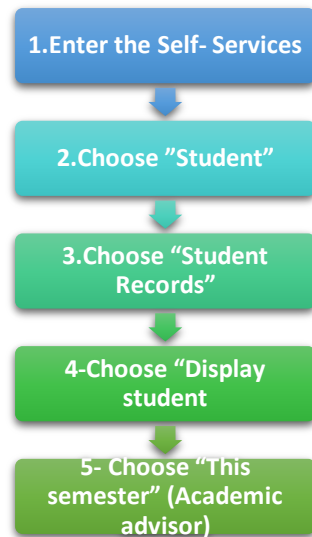 1.Enter the Self- Services
2.Choose ”Student”
3.Choose “Student
Records”
4-Choose “Display
student
5- Choose “This
semester” (Academic
advisor)